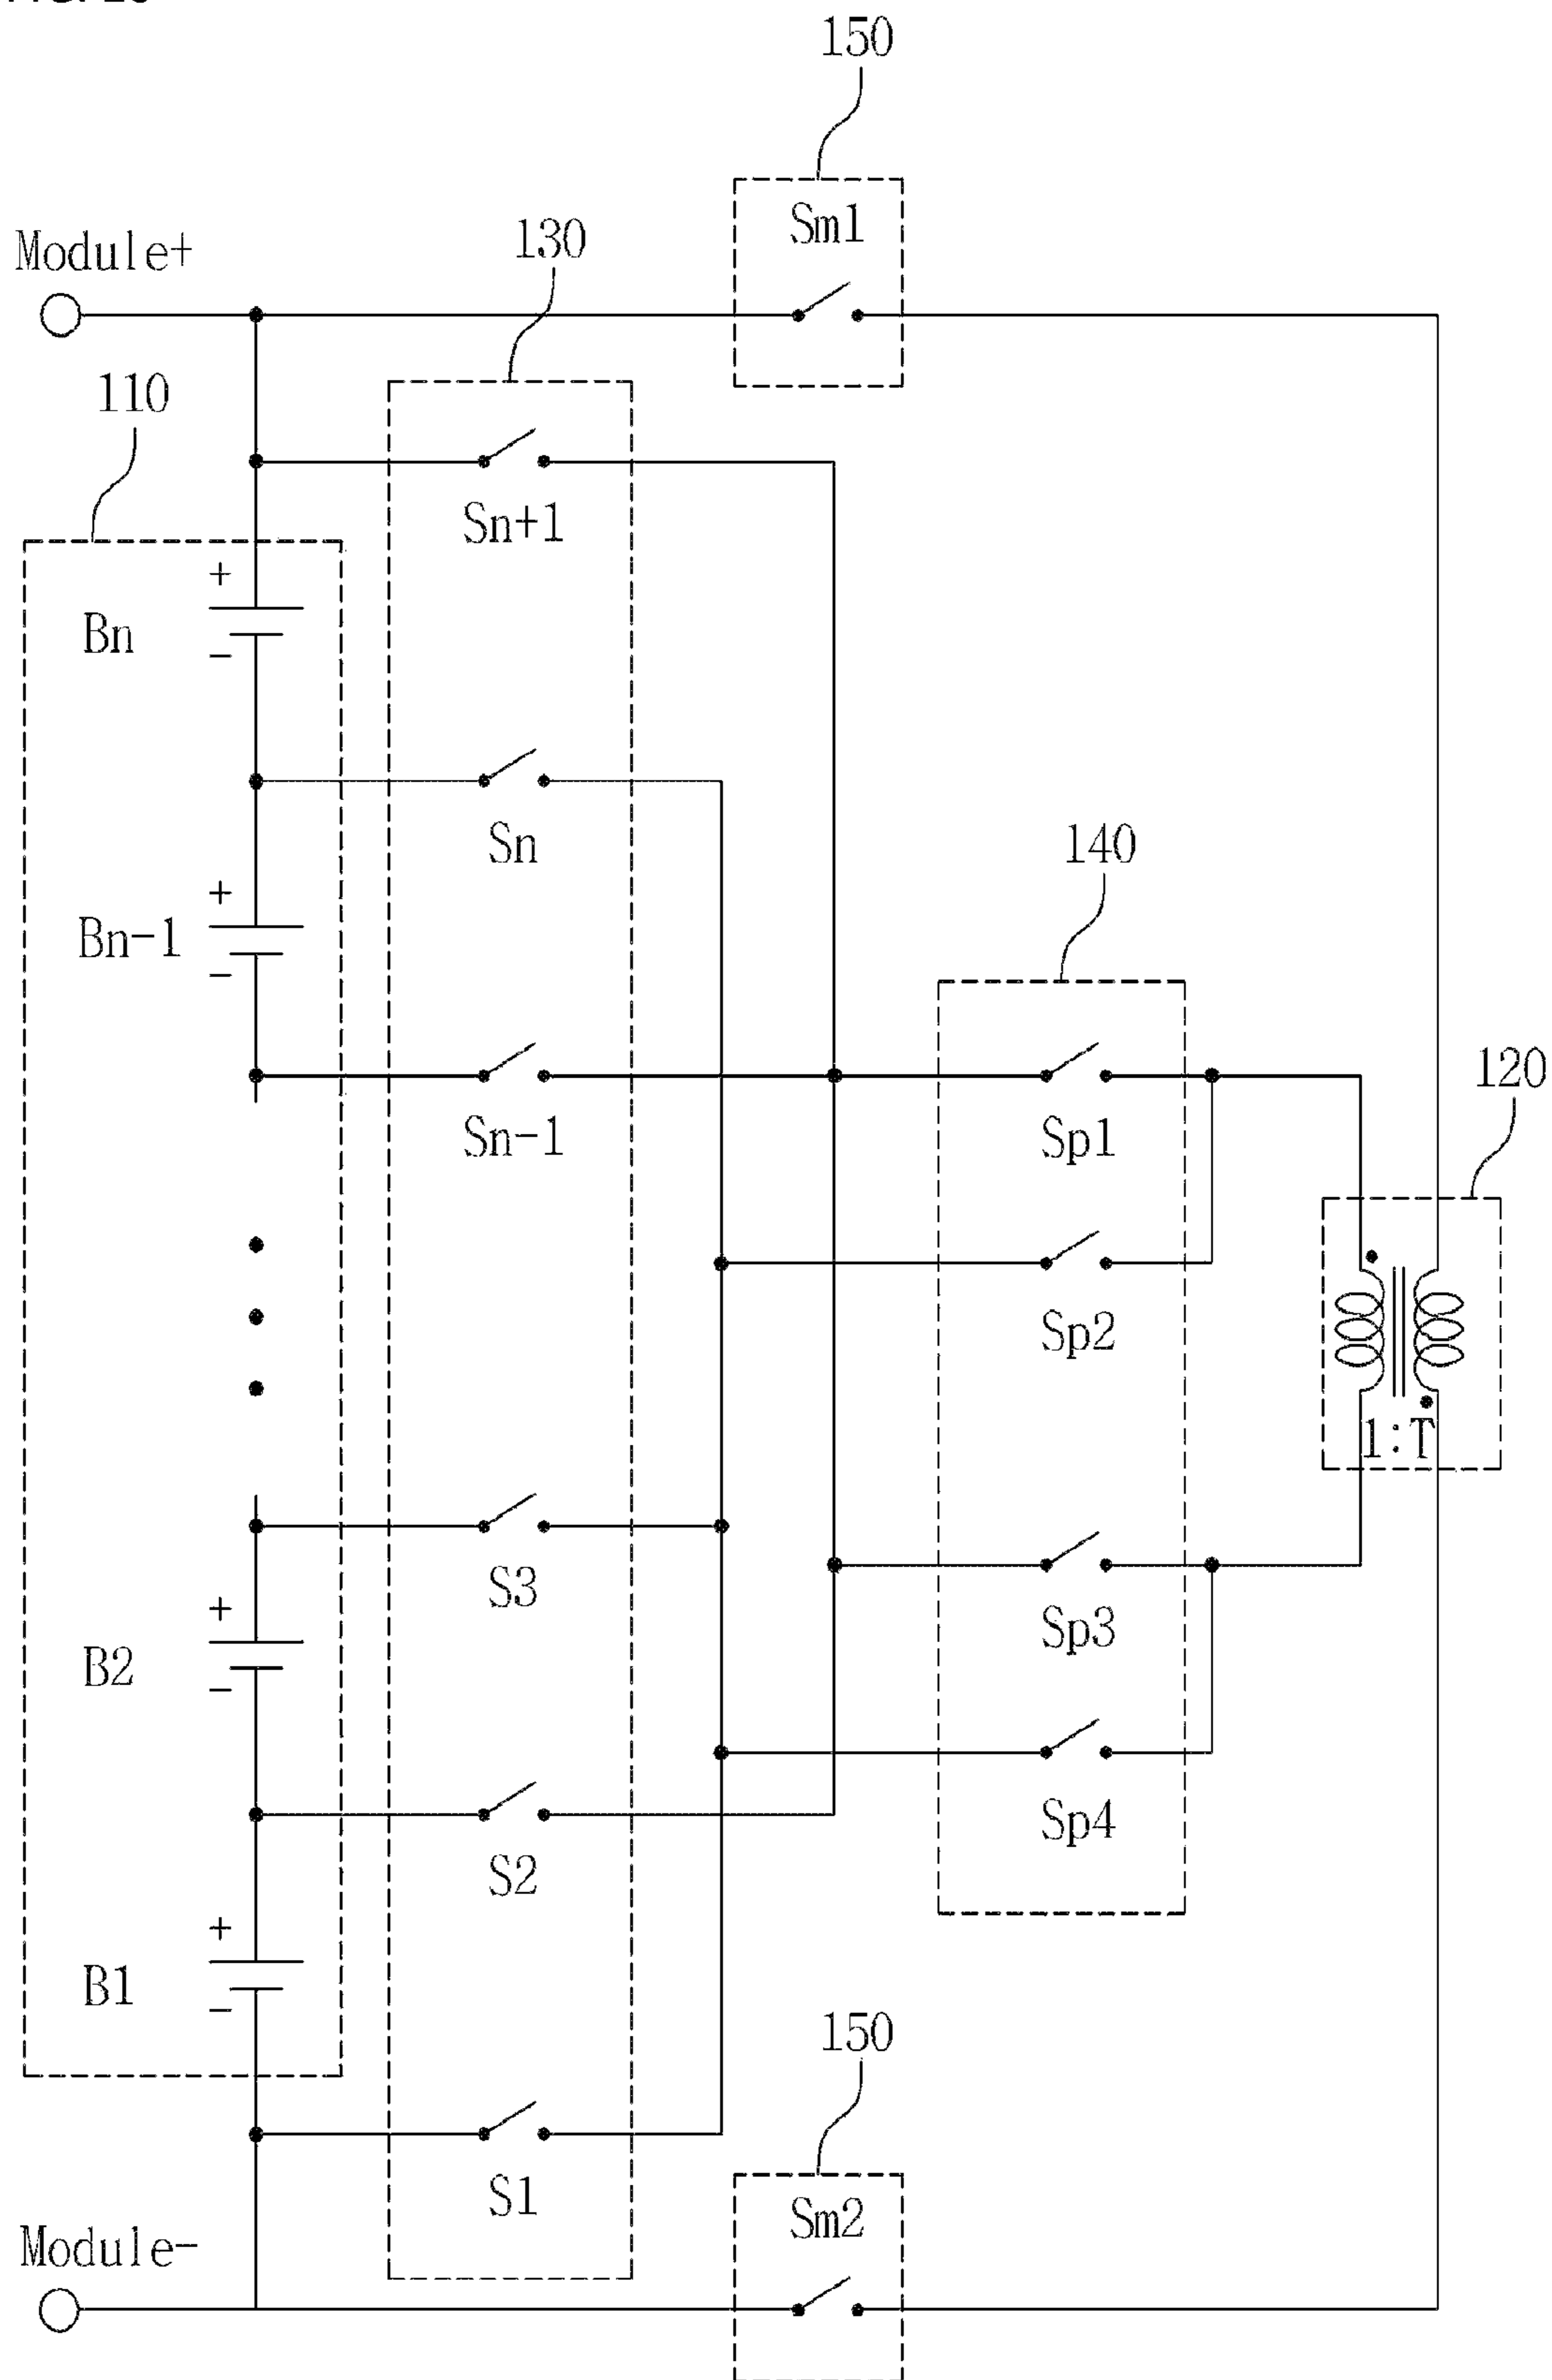 150
Sm1
130
Module+
110
Sn+1
+
Bn
-
Sn
140
+
Bn-1
-
Sn-1
Sp1
120
Sp2
1:T
S3
+
B2
-
Sp3
Sp4
S2
+
B1
-
150
S1
Sm2
Module-